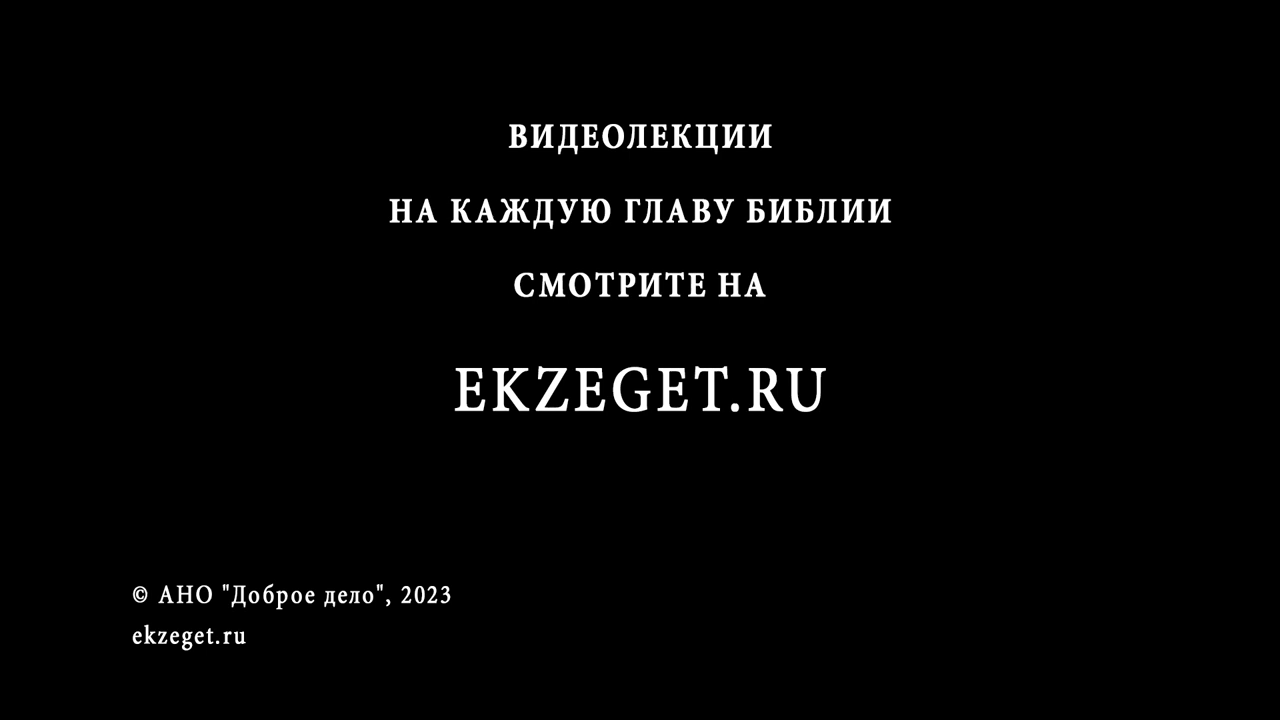 ВИДЕОЛЕКЦИИ
НА КАЖДУЮ ГЛАВУ БИБЛИИ
СМОТРИТЕ НА
EKZEGET.RU
© АНО "Доброе дело", 2023
ekzeget.ru